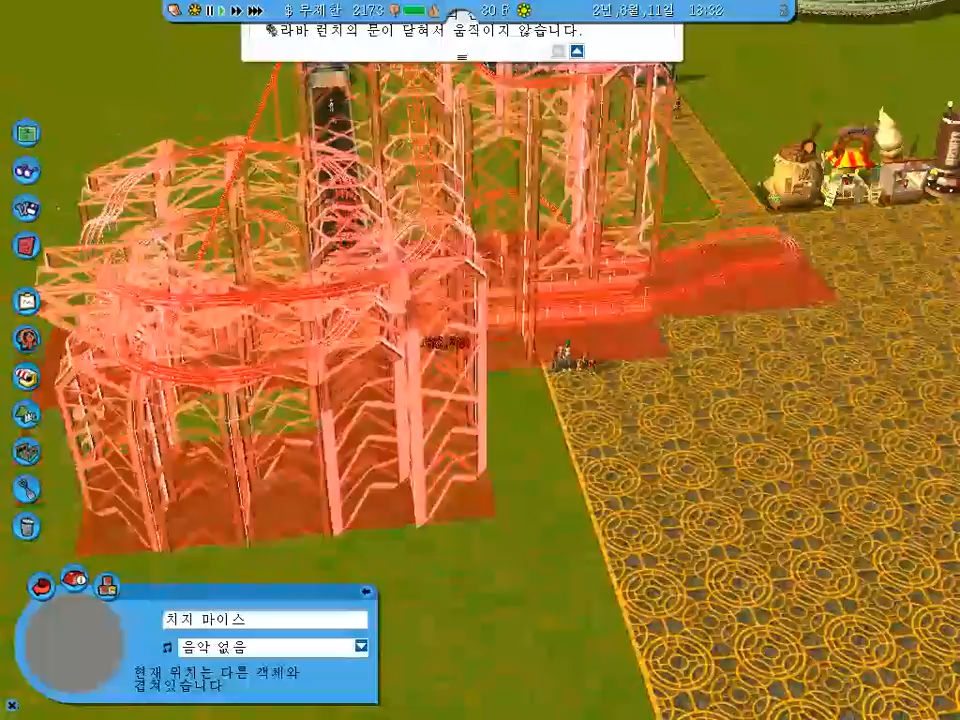 $ 무제한 2173 80 F 2년,8월,11일 13:32
라바 런치의 문이 닫혀서 움직이지 않습니다.
치지 마이스
음악 없음
현재 위치는 다른 객체와
겹쳐있습니다